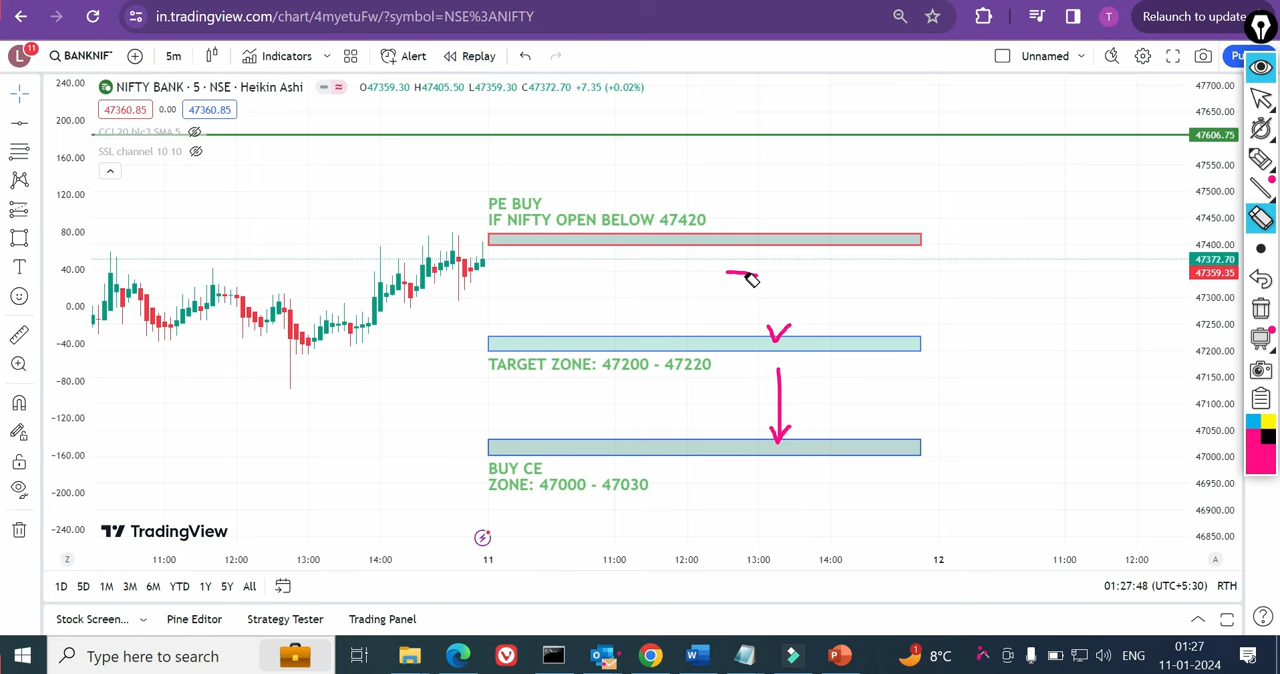 in.tradingview.com/chart/4myetuFw/?symbol=NSE%3ANIFTY
T
Relaunch to update
L 11 BANKNIF 5m Indicators Alert Replay Unnamed Pu
240.00 NIFTY BANK · 5 · NSE · Heikin Ashi O47359.30 H47405.50 L47359.30 C47372.70 +7.35 (+0.02%) 47700.00
47360.85 0.00 47360.85 47650.00
200.00
CCI 20 hlc3 SMA 5 47606.75
SSL channel 10 10
160.00 47550.00
120.00 47500.00
PE BUY
IF NIFTY OPEN BELOW 47420 47450.00
80.00 47400.00
47372.70
40.00 47359.35
0.00 47300.00
47250.00
−40.00 47200.00
TARGET ZONE: 47200 - 47220
−80.00 47150.00
47100.00
−120.00 47050.00
−160.00 47000.00
BUY CE
ZONE: 47000 - 47030 46950.00
−200.00 46900.00
−240.00 46850.00
TradingView
Z 11:00 12:00 13:00 14:00 11 11:00 12:00 13:00 14:00 12 11:00 12:00 A
1D 5D 1M 3M 6M YTD 1Y 5Y All 01:27:48 (UTC+5:30) RTH
Stock Screen... Pine Editor Strategy Tester Trading Panel
Type here to search 8°C ENG 01:27
11-01-2024